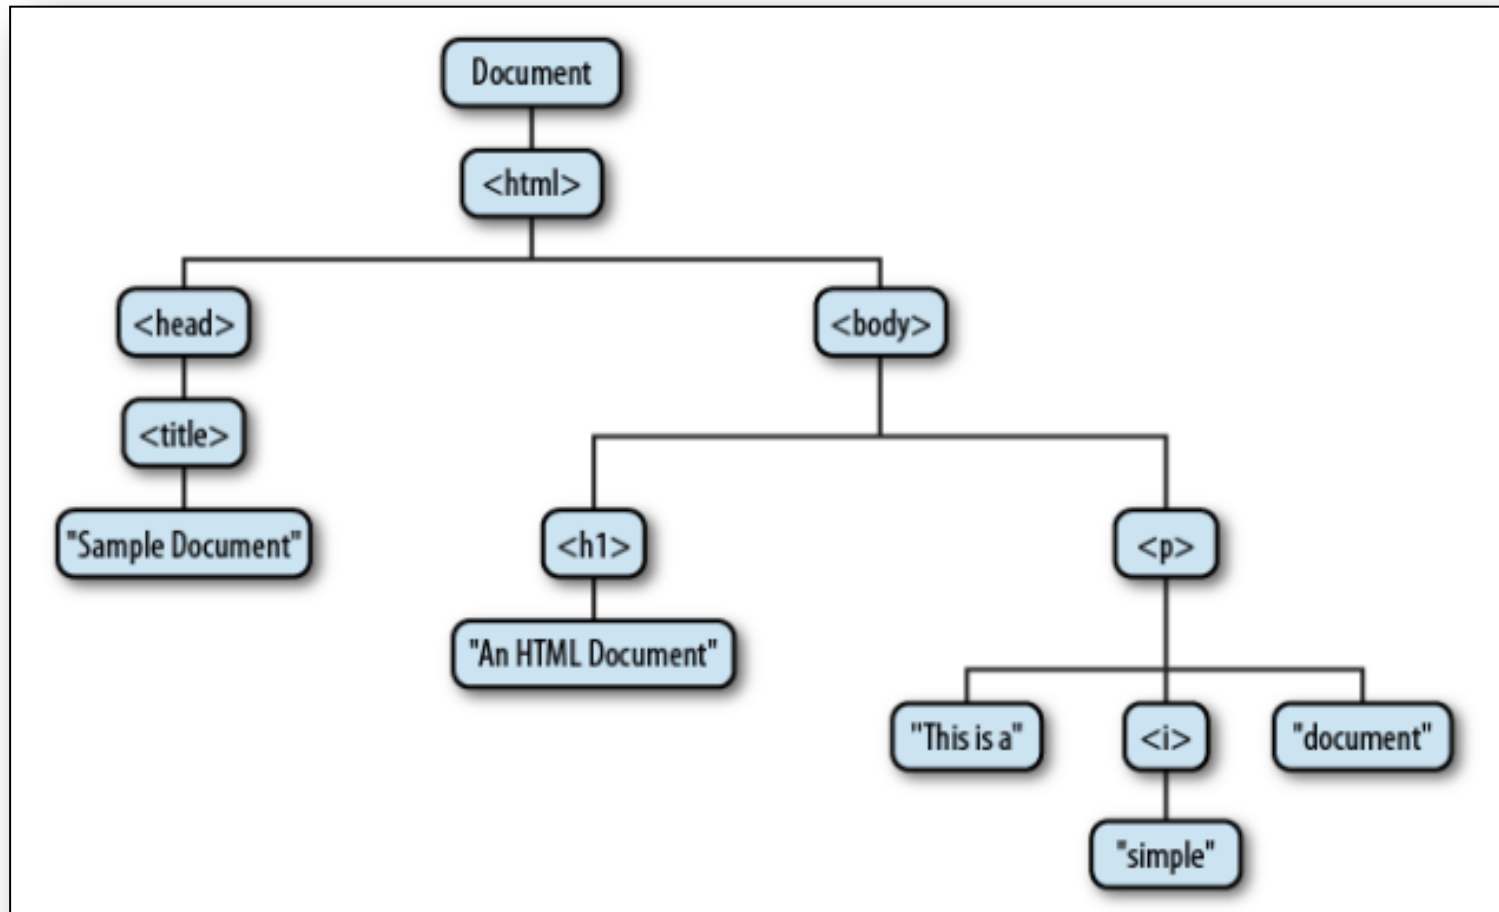 Document
<html>
<head>
<body>
<title>
"Sample Document"
<h1>
<p>
"An HTML Document"
"This is a"
<i>
"document"
"simple"